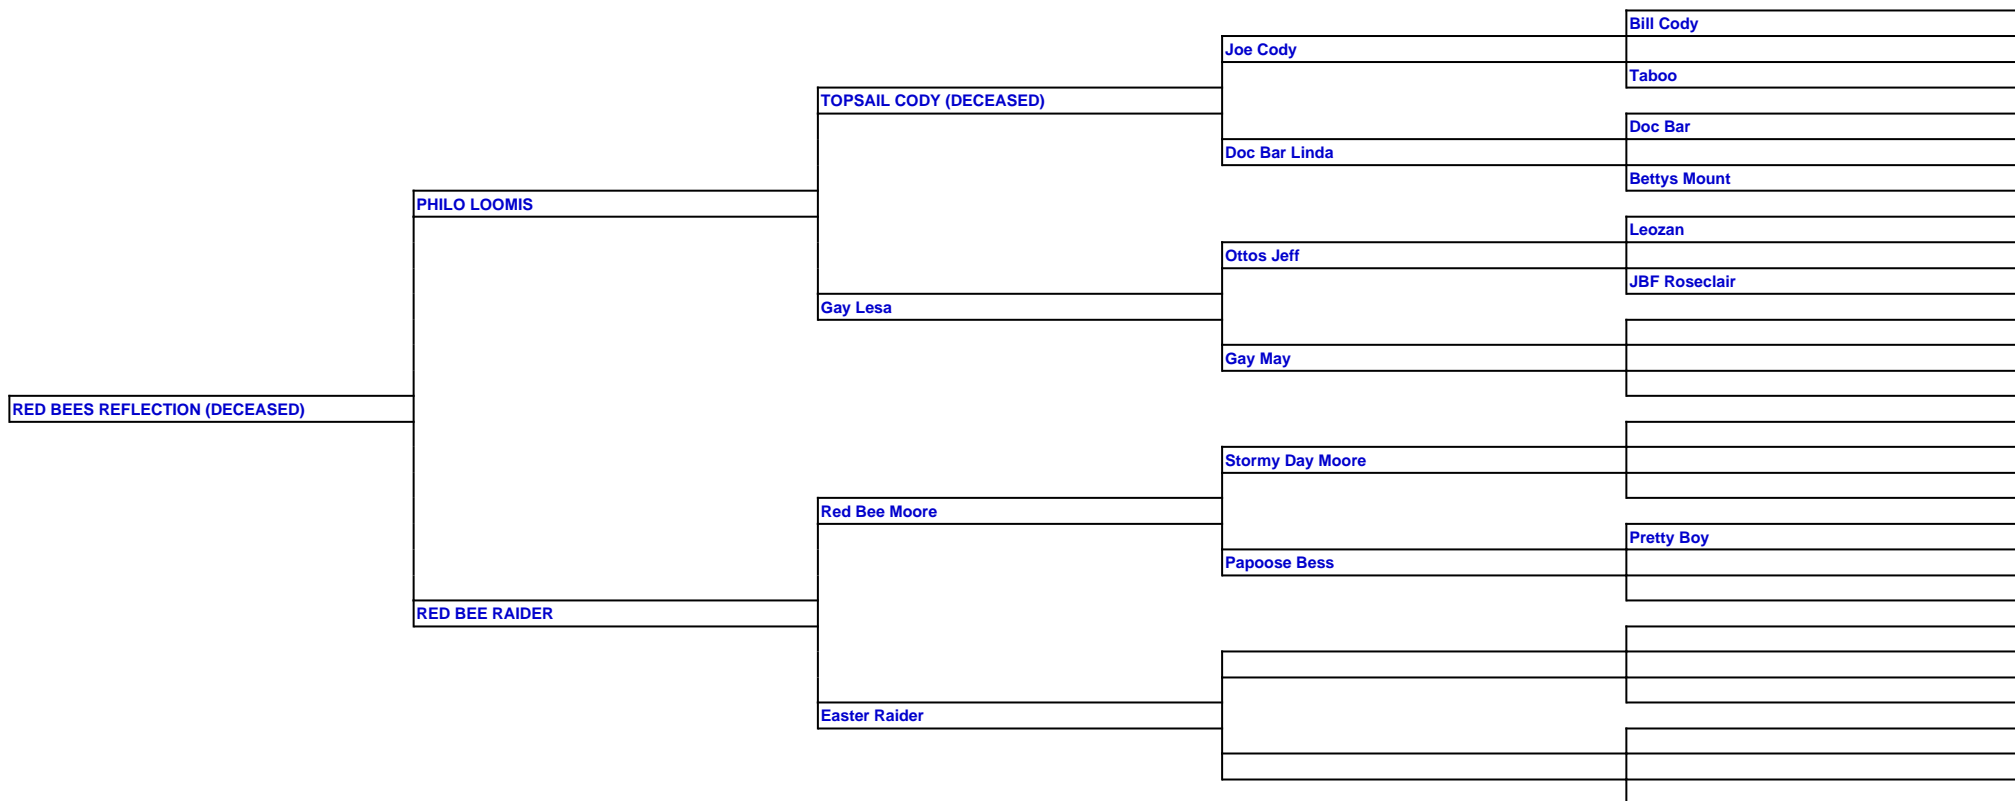 Bill Cody
Joe Cody
Taboo
TOPSAIL CODY (DECEASED)
Doc Bar
Doc Bar Linda
Bettys Mount
PHILO LOOMIS
Leozan
Ottos Jeff
JBF Roseclair
Gay Lesa
Gay May
RED BEES REFLECTION (DECEASED)
Stormy Day Moore
Red Bee Moore
Pretty Boy
Papoose Bess
RED BEE RAIDER
Easter Raider